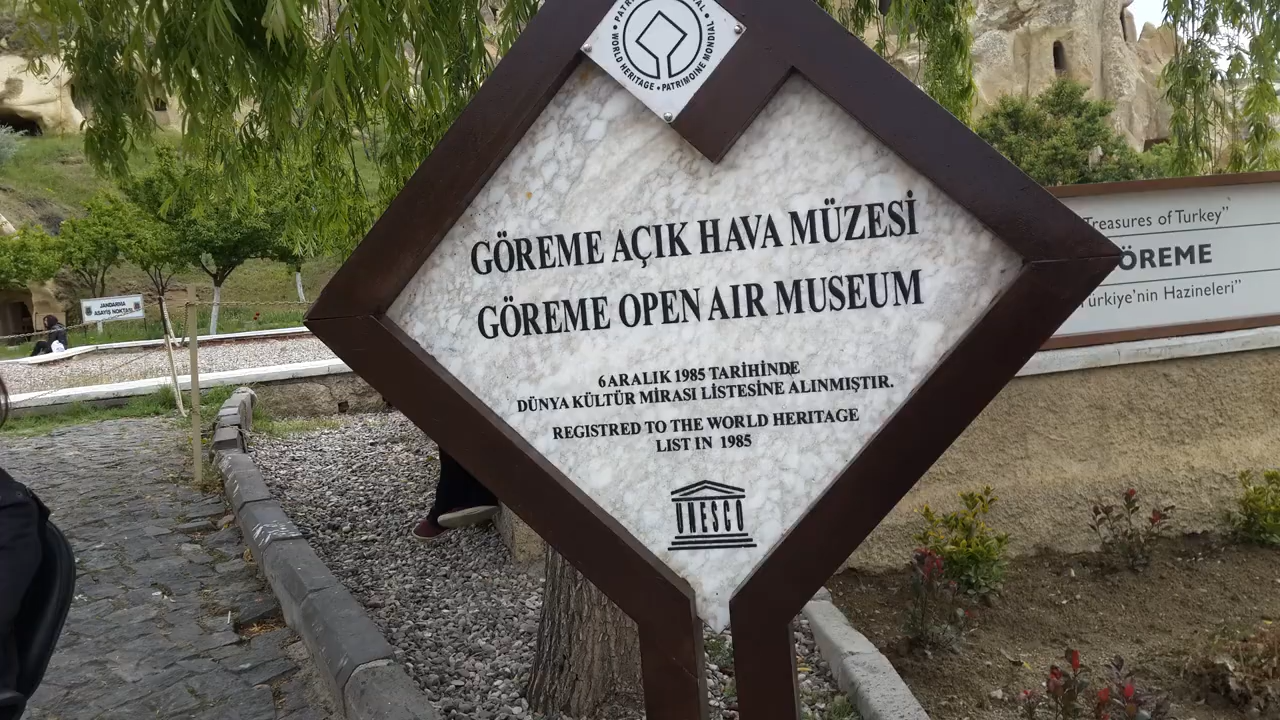 WORLD HERITAGE • PATRIMOINE MONDIAL
GÖREME AÇIK HAVA MÜZESİ
GÖREME OPEN AIR MUSEUM
6 ARALIK 1985 TARİHİNDE
DÜNYA KÜLTÜR MİRASI LİSTESİNE ALINMIŞTIR.
REGISTRED TO THE WORLD HERITAGE
LIST IN 1985
UNESCO
Treasures of Turkey"
GÖREME
Türkiye'nin Hazineleri"
JANDARMA
ASAYİŞ NOKTASI